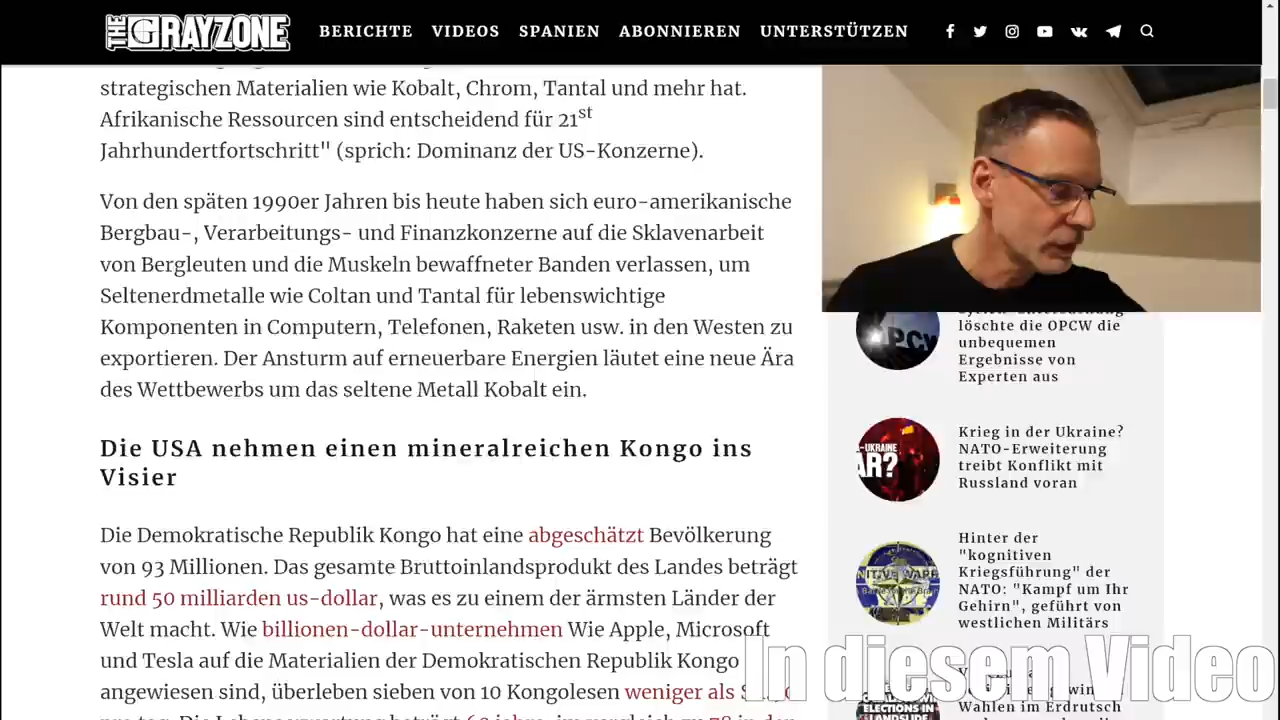 THE GRAYZONE
BERICHTE VIDEOS SPANIEN ABONNIEREN UNTERSTÜTZEN
strategischen Materialien wie Kobalt, Chrom, Tantal und mehr hat.
Afrikanische Ressourcen sind entscheidend für 21st
Jahrhundertfortschritt" (sprich: Dominanz der US-Konzerne).
Von den späten 1990er Jahren bis heute haben sich euro-amerikanische
Bergbau-, Verarbeitungs- und Finanzkonzerne auf die Sklavenarbeit
von Bergleuten und die Muskeln bewaffneter Banden verlassen, um
Seltenerdmetalle wie Coltan und Tantal für lebenswichtige
Komponenten in Computern, Telefonen, Raketen usw. in den Westen zu
exportieren. Der Ansturm auf erneuerbare Energien läutet eine neue Ära
des Wettbewerbs um das seltene Metall Kobalt ein.
Die USA nehmen einen mineralreichen Kongo ins
Visier
Die Demokratische Republik Kongo hat eine abgeschätzt Bevölkerung
von 93 Millionen. Das gesamte Bruttoinlandsprodukt des Landes beträgt
rund 50 milliarden us-dollar, was es zu einem der ärmsten Länder der
Welt macht. Wie billionen-dollar-unternehmen Wie Apple, Microsoft
und Tesla auf die Materialien der Demokratischen Republik Kongo
angewiesen sind, überleben sieben von 10 Kongolesen weniger als
löschte die OPCW die
unbequemen
Ergebnisse von
Experten aus
Krieg in der Ukraine?
NATO-Erweiterung
treibt Konflikt mit
Russland voran
Hinter der
"kognitiven
Kriegsführung" der
NATO: "Kampf um Ihr
Gehirn", geführt von
westlichen Militärs
Wahlen im Erdrutsch
ELECTIONS IN
LANDSLIDE
In diesem Video